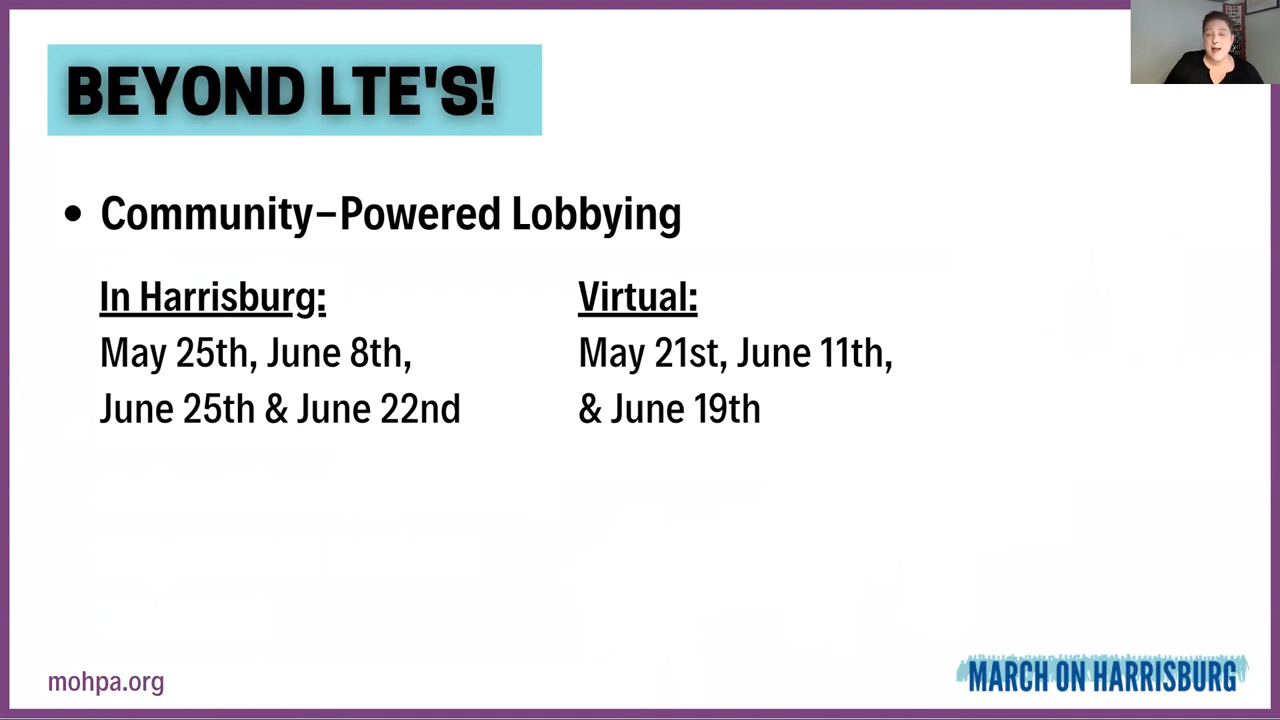 BEYOND LTE'S!
• Community–Powered Lobbying
In Harrisburg:
May 25th, June 8th,
June 25th & June 22nd
Virtual:
May 21st, June 11th,
& June 19th
mohpa.org
MARCH ON HARRISBURG